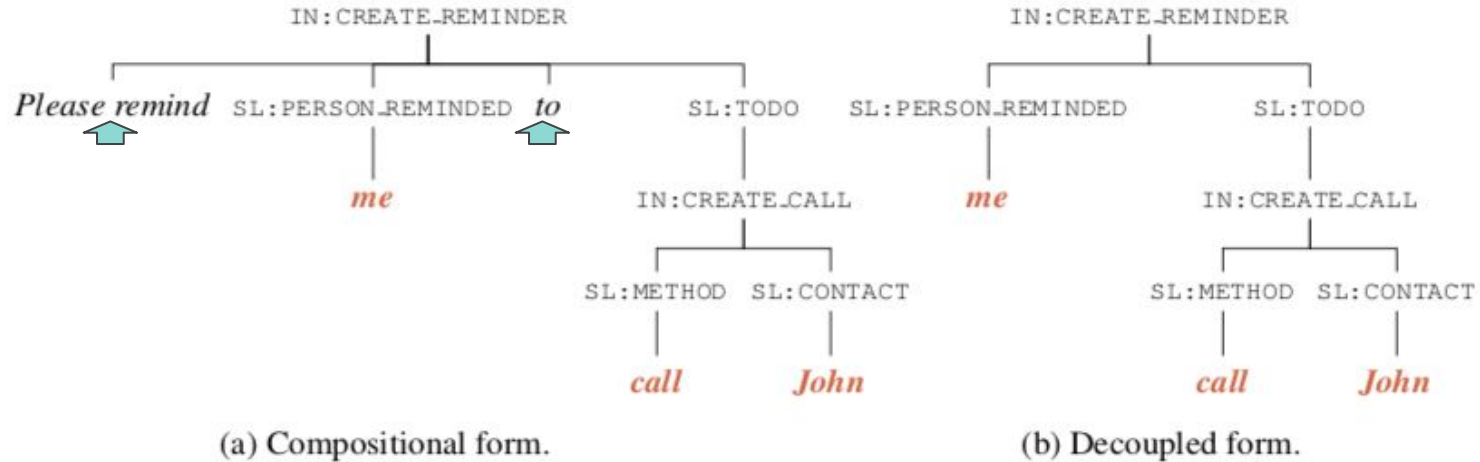 IN:CREATE_REMINDER IN:CREATE_REMINDER
Please remind SL:PERSON_REMINDED to SL:TODO SL:PERSON_REMINDED SL:TODO
me IN:CREATE_CALL me IN:CREATE_CALL
SL:METHOD SL:CONTACT SL:METHOD SL:CONTACT
call John call John
(a) Compositional form. (b) Decoupled form.